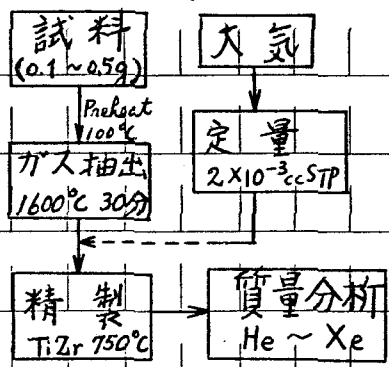 試料
(0.1~0.5g)
Preheat
100℃
ガス抽出
1600℃ 30分
大気
定量
2×10⁻³ccSTP
精製
TiZr 750℃
質量分析
He ~ Xe